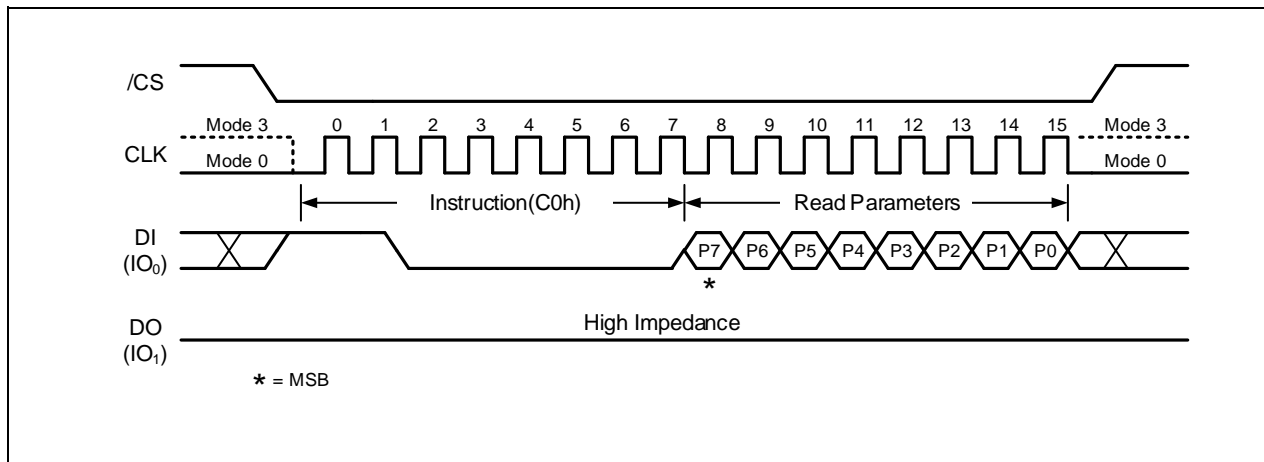 /CS
Mode 3 0 1 2 3 4 5 6 7 8 9 10 11 12 13 14 15 Mode 3
CLK Mode 0 Mode 0
Instruction(C0h) Read Parameters
DI
(IO₀) P7 P6 P5 P4 P3 P2 P1 P0
*
High Impedance
DO
(IO₁)
* = MSB